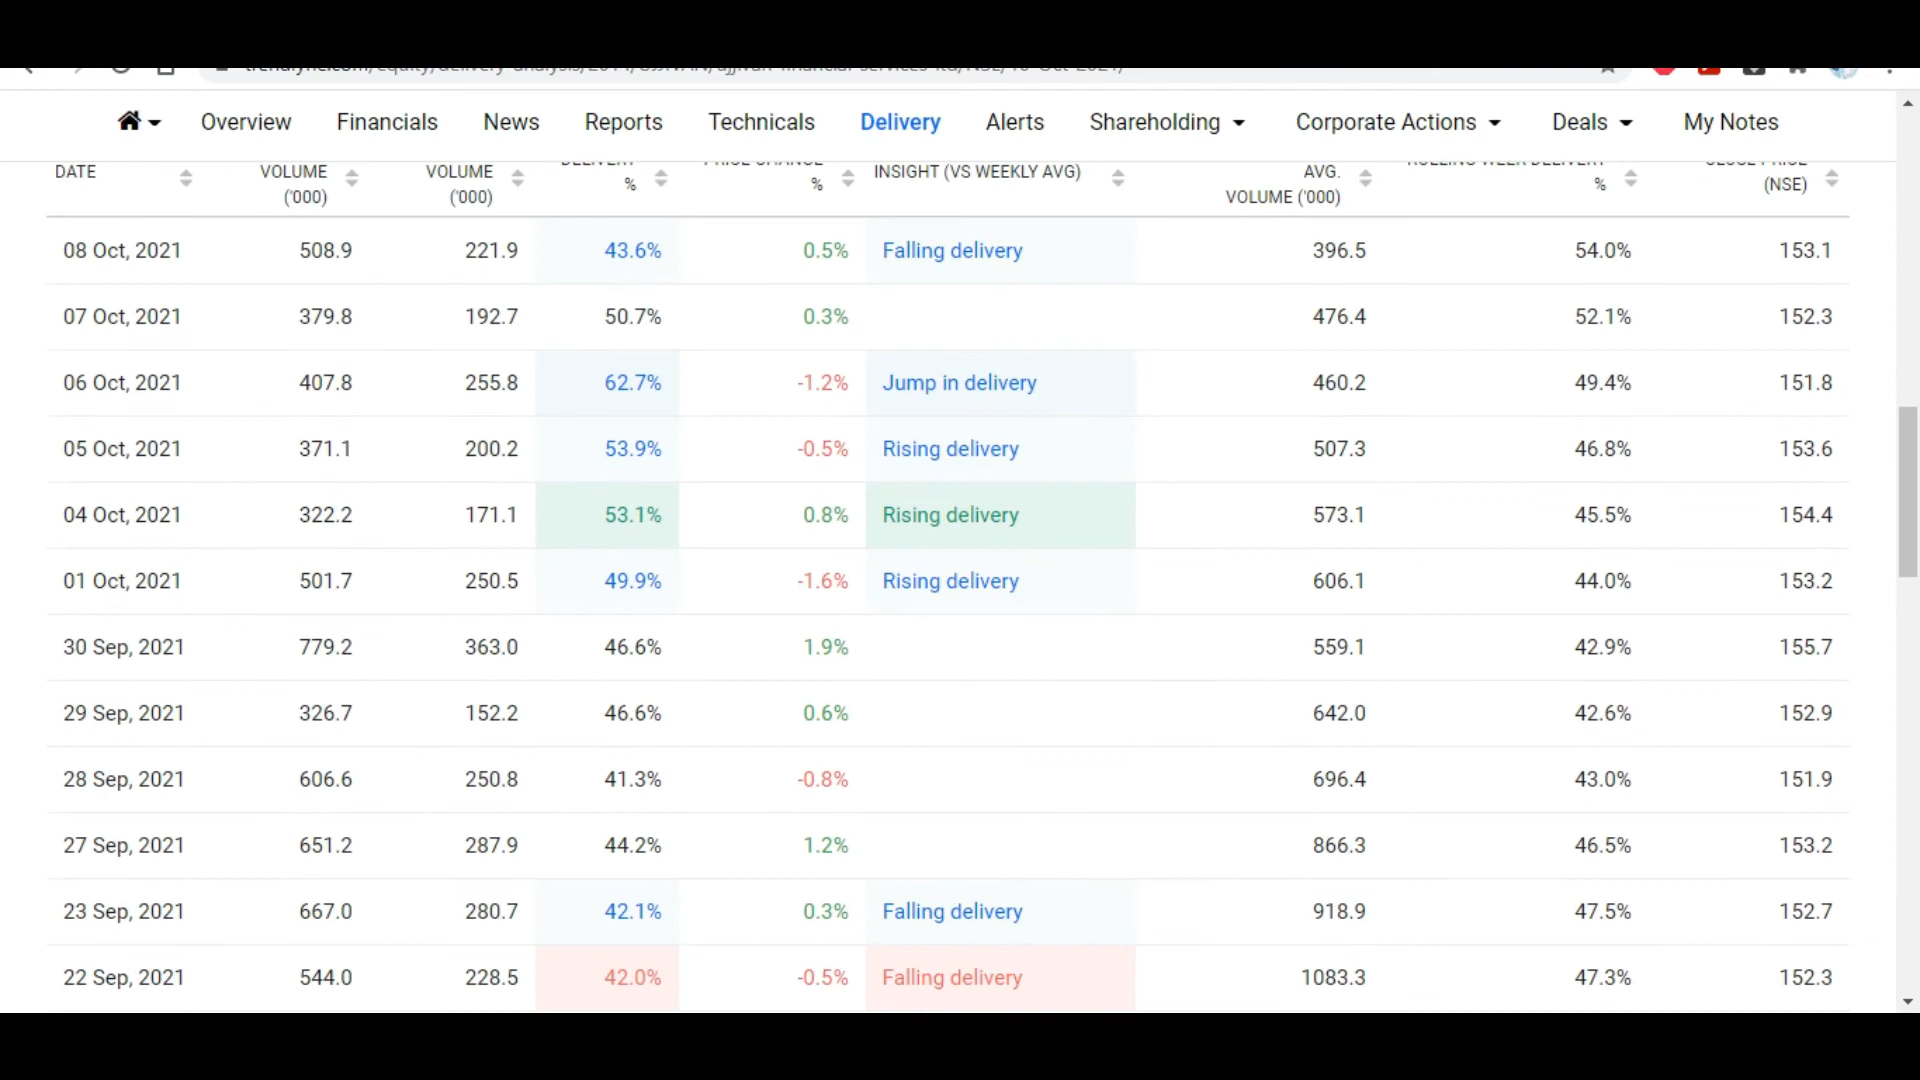 Overview Financials News Reports Technicals Delivery Alerts Shareholding Corporate Actions Deals My Notes
DATE VOLUME ('000) VOLUME ('000) DELIVERY % PRICE CHANGE % INSIGHT (VS WEEKLY AVG) AVG. VOLUME ('000) ROLLING WEEK DELIVERY % CLOSE PRICE (NSE)
08 Oct, 2021 508.9 221.9 43.6% 0.5% Falling delivery 396.5 54.0% 153.1
07 Oct, 2021 379.8 192.7 50.7% 0.3% 476.4 52.1% 152.3
06 Oct, 2021 407.8 255.8 62.7% -1.2% Jump in delivery 460.2 49.4% 151.8
05 Oct, 2021 371.1 200.2 53.9% -0.5% Rising delivery 507.3 46.8% 153.6
04 Oct, 2021 322.2 171.1 53.1% 0.8% Rising delivery 573.1 45.5% 154.4
01 Oct, 2021 501.7 250.5 49.9% -1.6% Rising delivery 606.1 44.0% 153.2
30 Sep, 2021 779.2 363.0 46.6% 1.9% 559.1 42.9% 155.7
29 Sep, 2021 326.7 152.2 46.6% 0.6% 642.0 42.6% 152.9
28 Sep, 2021 606.6 250.8 41.3% -0.8% 696.4 43.0% 151.9
27 Sep, 2021 651.2 287.9 44.2% 1.2% 866.3 46.5% 153.2
23 Sep, 2021 667.0 280.7 42.1% 0.3% Falling delivery 918.9 47.5% 152.7
22 Sep, 2021 544.0 228.5 42.0% -0.5% Falling delivery 1083.3 47.3% 152.3